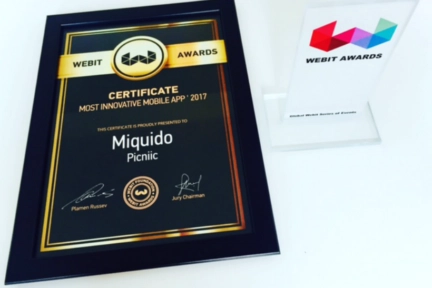 WEBIT AWARDS
CERTIFICATE
MOST INNOVATIVE MOBILE APP ' 2017
THIS CERTIFICATE IS PROUDLY PRESENTED TO
Miquido
Picniic
Plamen Russev
Jury Chairman
WEBIT AWARDS
Global Webit Series of Events